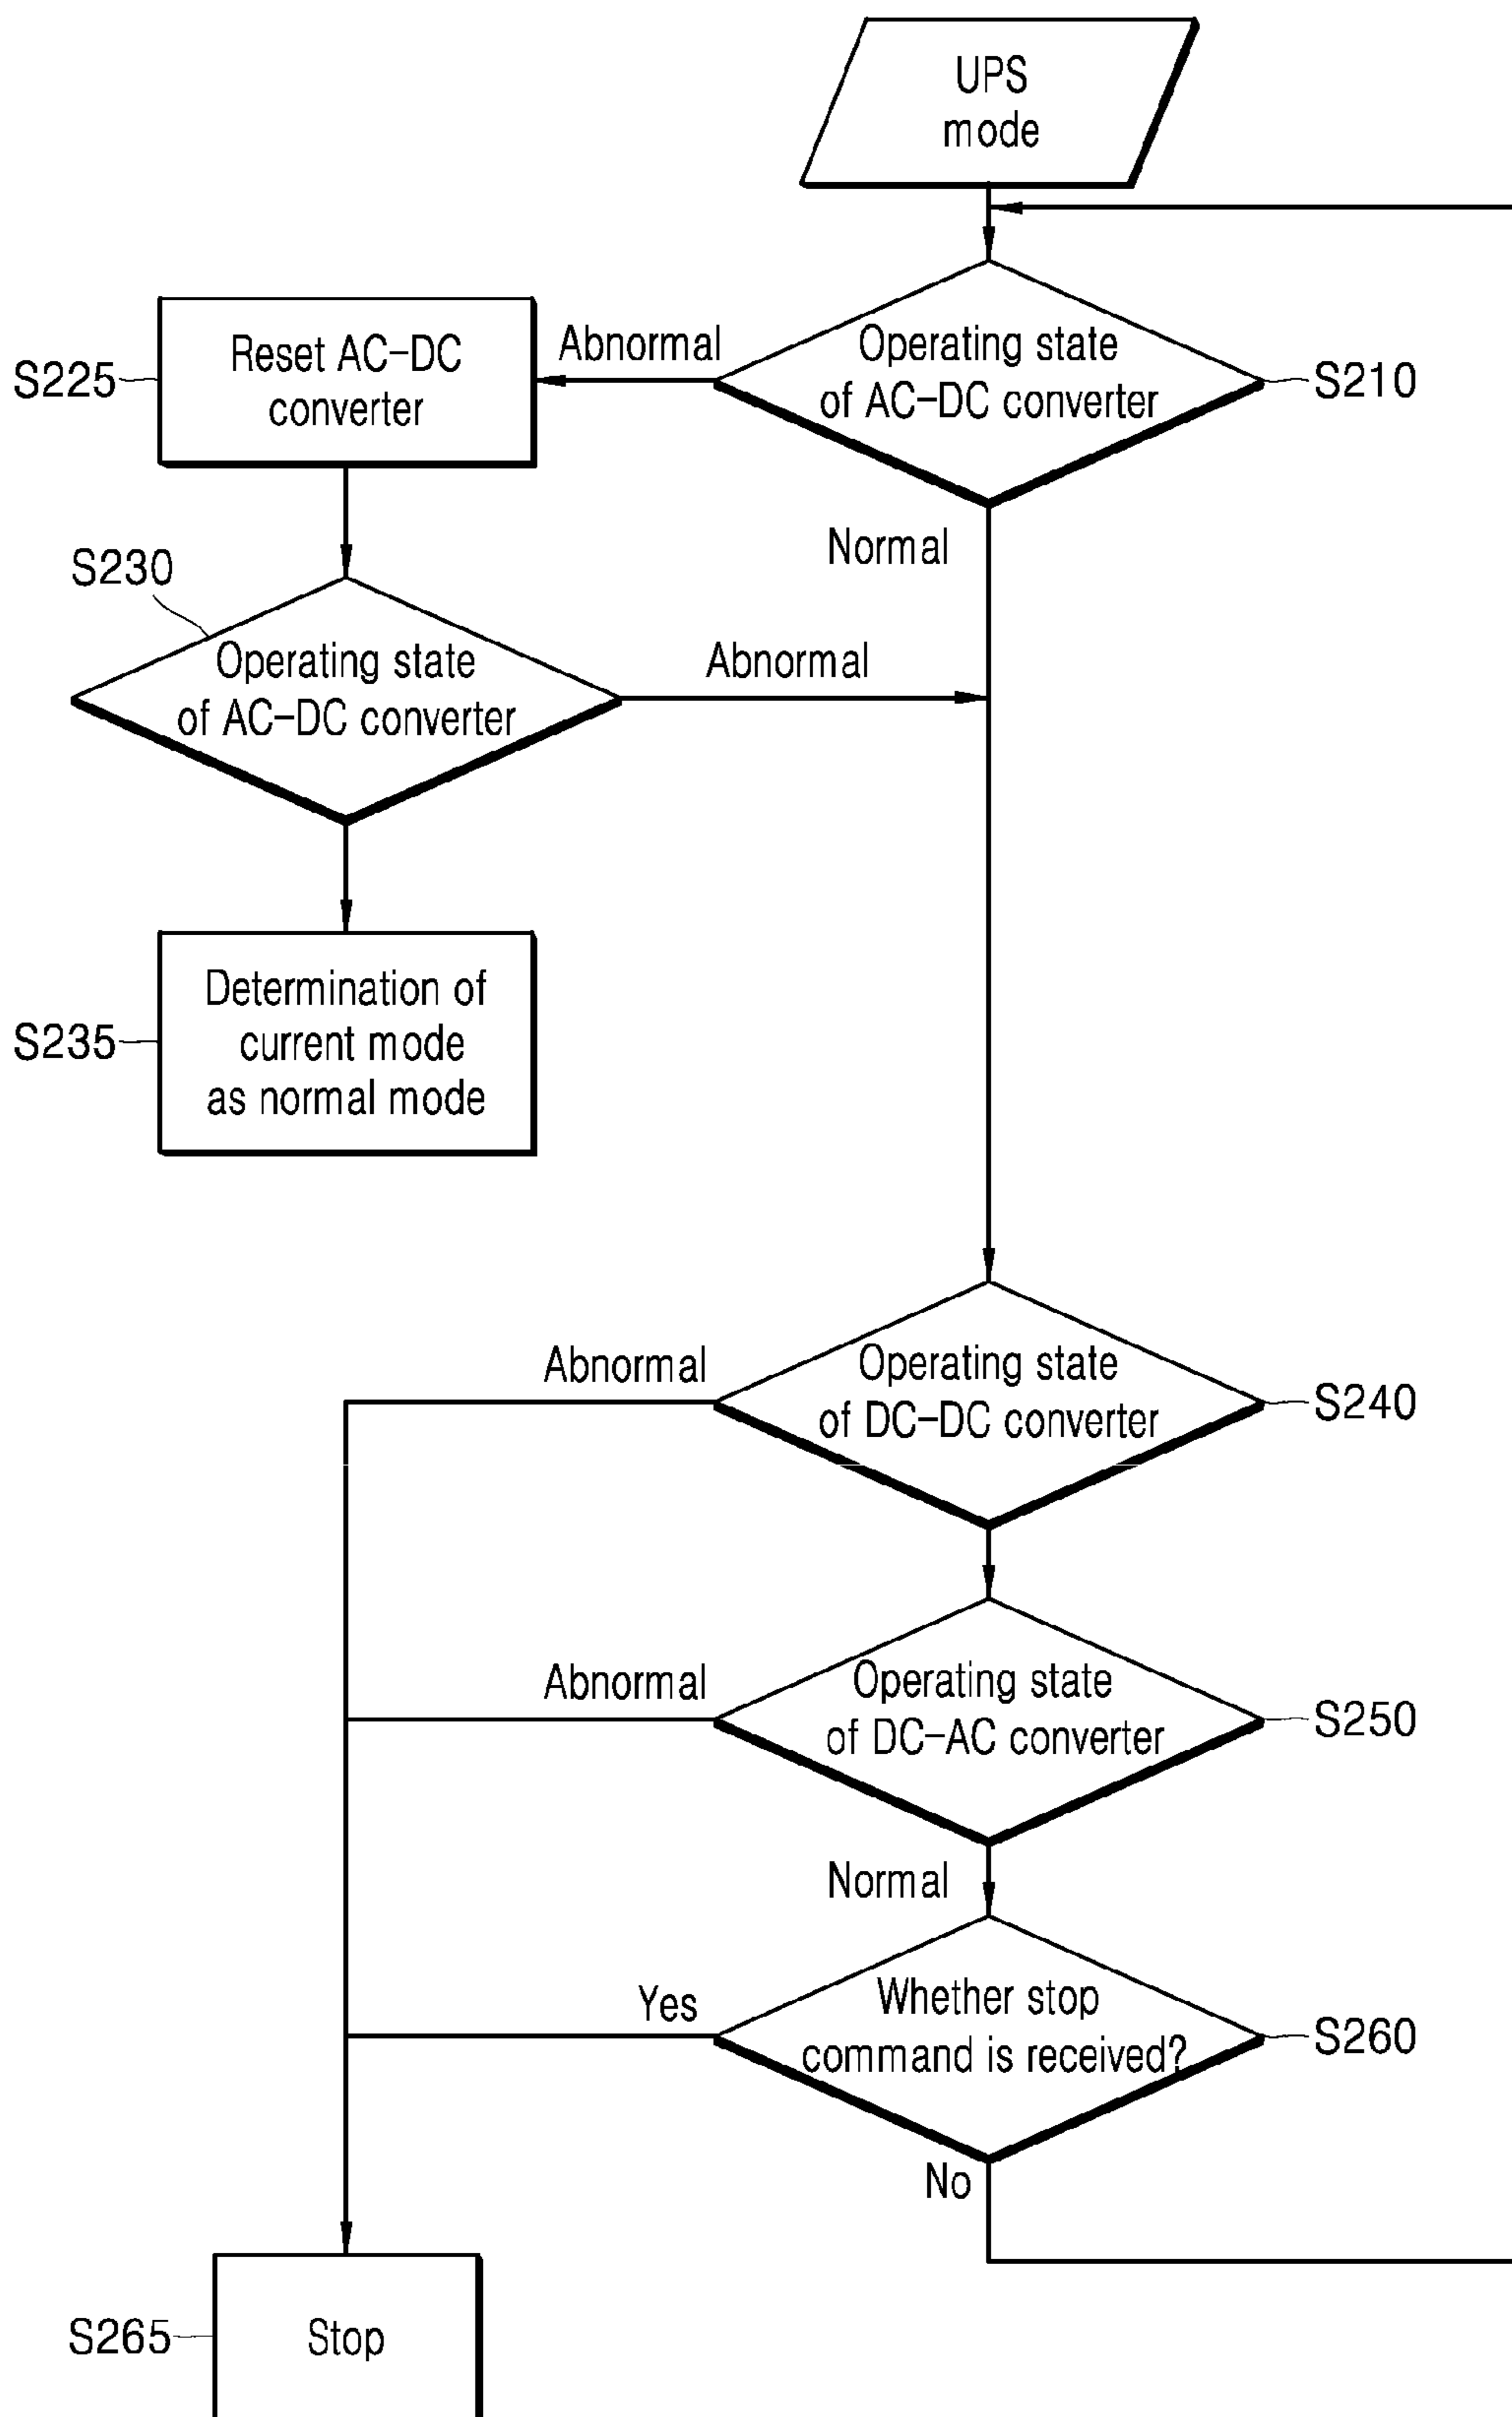 UPS
mode
Operating state
of AC-DC converter
S210
Abnormal
Reset AC-DC
converter
S225
Normal
S230
Operating state
of AC-DC converter
Abnormal
Determination of
current mode
as normal mode
S235
Operating state
of DC-DC converter
S240
Abnormal
Operating state
of DC-AC converter
S250
Abnormal
Normal
Whether stop
command is received?
S260
Yes
No
Stop
S265